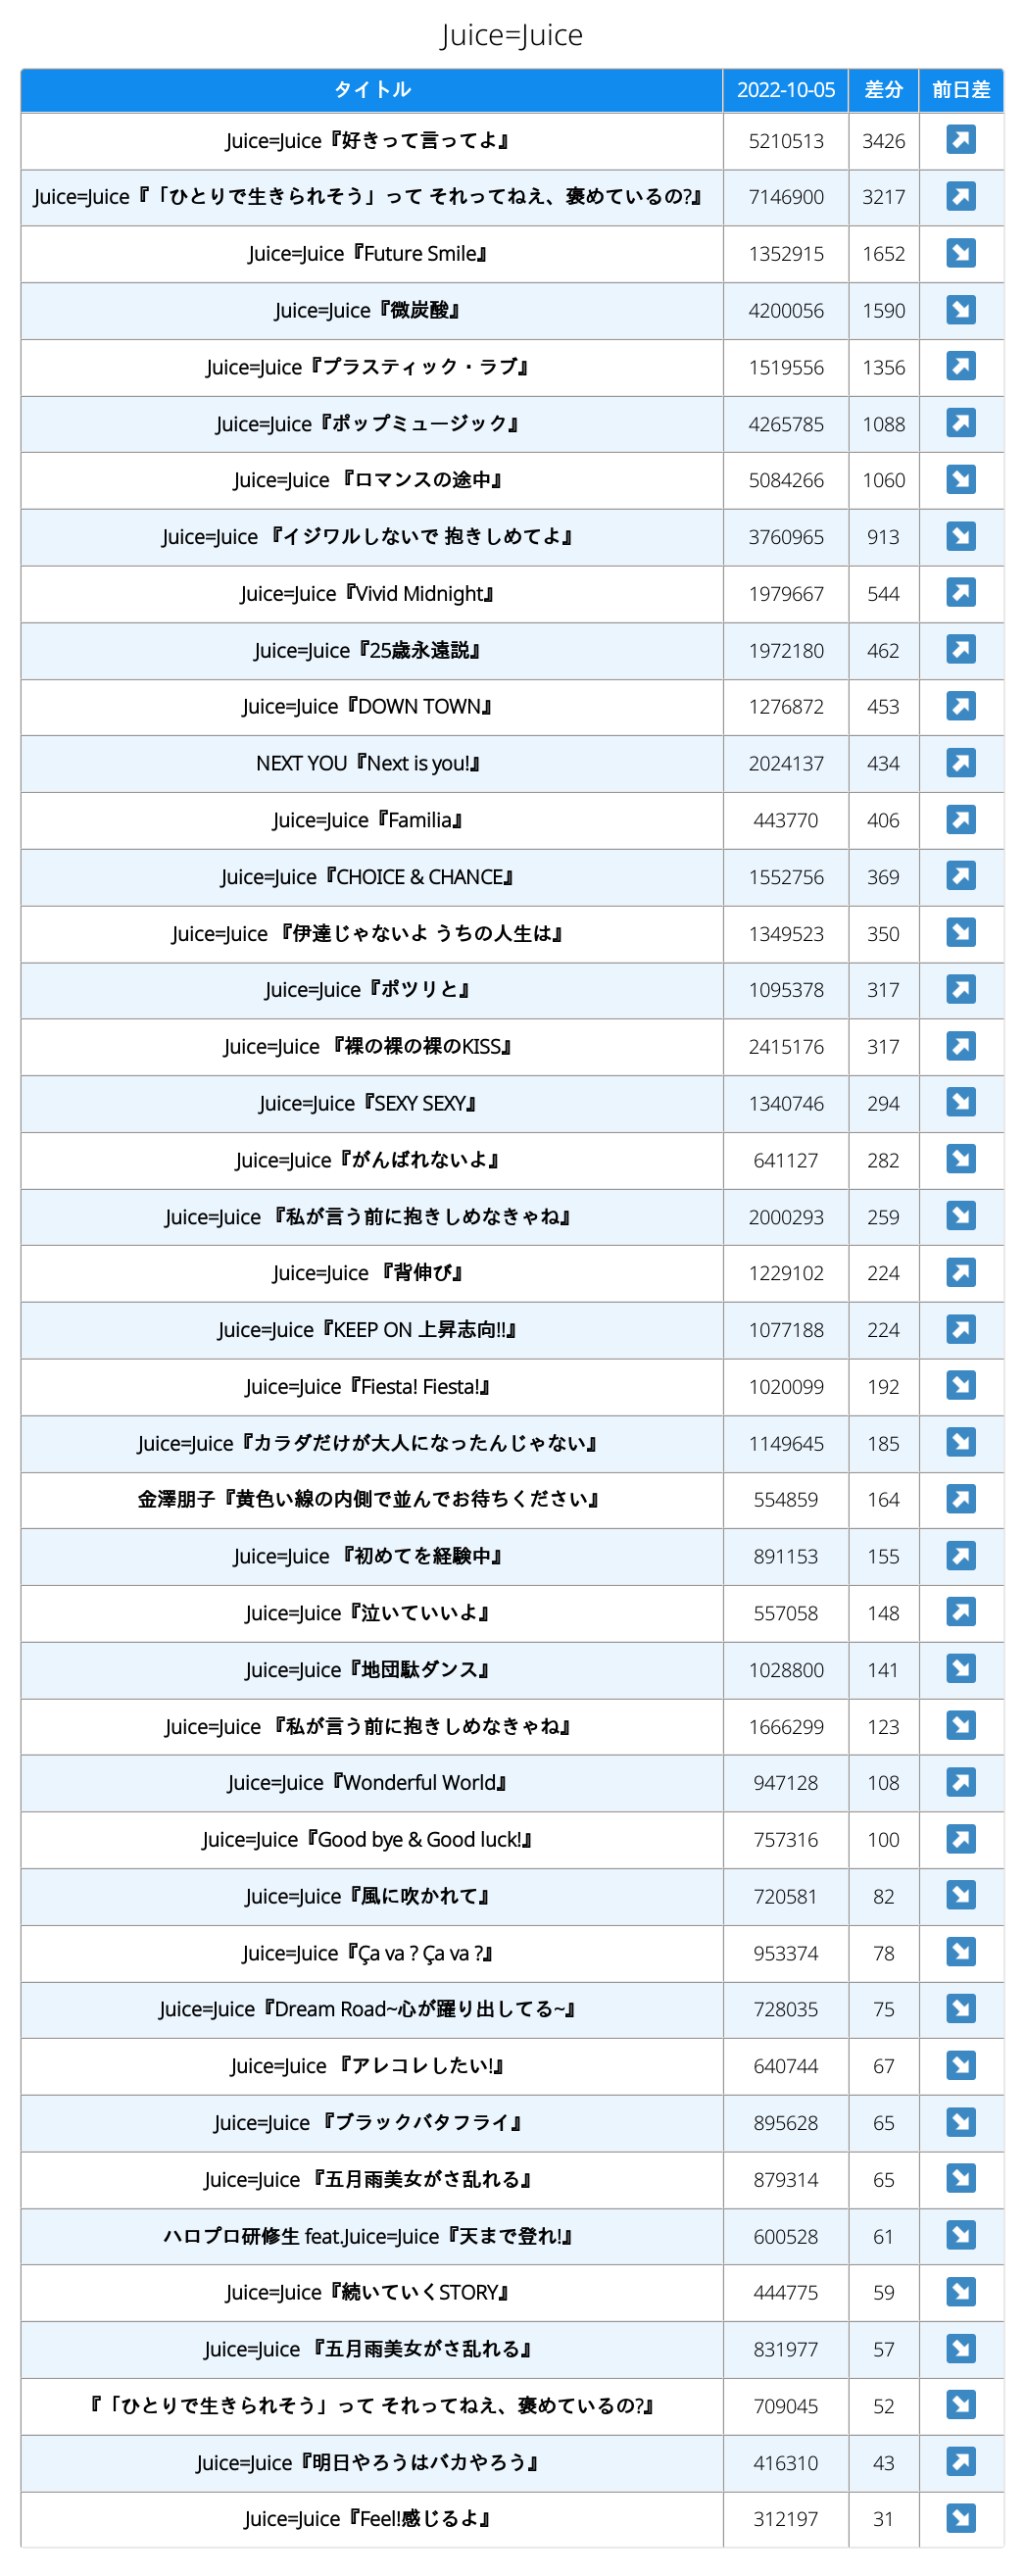 Juice=Juice
タイトル 2022-10-05 差分 前日差
Juice=Juice『好きって言ってよ』 5210513 3426
Juice=Juice『「ひとりで生きられそう」って それってねえ、褒めているの?』 7146900 3217
Juice=Juice『Future Smile』 1352915 1652
Juice=Juice『微炭酸』 4200056 1590
Juice=Juice『プラスティック・ラブ』 1519556 1356
Juice=Juice『ポップミュージック』 4265785 1088
Juice=Juice 『ロマンスの途中』 5084266 1060
Juice=Juice 『イジワルしないで 抱きしめてよ』 3760965 913
Juice=Juice『Vivid Midnight』 1979667 544
Juice=Juice『25歳永遠説』 1972180 462
Juice=Juice『DOWN TOWN』 1276872 453
NEXT YOU『Next is you!』 2024137 434
Juice=Juice『Familia』 443770 406
Juice=Juice『CHOICE & CHANCE』 1552756 369
Juice=Juice 『伊達じゃないよ うちの人生は』 1349523 350
Juice=Juice『ポツリと』 1095378 317
Juice=Juice 『裸の裸の裸のKISS』 2415176 317
Juice=Juice『SEXY SEXY』 1340746 294
Juice=Juice『がんばれないよ』 641127 282
Juice=Juice 『私が言う前に抱きしめなきゃね』 2000293 259
Juice=Juice 『背伸び』 1229102 224
Juice=Juice『KEEP ON 上昇志向!!』 1077188 224
Juice=Juice『Fiesta! Fiesta!』 1020099 192
Juice=Juice『カラダだけが大人になったんじゃない』 1149645 185
金澤朋子『黄色い線の内側で並んでお待ちください』 554859 164
Juice=Juice 『初めてを経験中』 891153 155
Juice=Juice『泣いていいよ』 557058 148
Juice=Juice『地団駄ダンス』 1028800 141
Juice=Juice 『私が言う前に抱きしめなきゃね』 1666299 123
Juice=Juice『Wonderful World』 947128 108
Juice=Juice『Good bye & Good luck!』 757316 100
Juice=Juice『風に吹かれて』 720581 82
Juice=Juice『Ça va ? Ça va ?』 953374 78
Juice=Juice『Dream Road~心が躍り出してる~』 728035 75
Juice=Juice 『アレコレしたい!』 640744 67
Juice=Juice 『ブラックバタフライ』 895628 65
Juice=Juice 『五月雨美女がさ乱れる』 879314 65
ハロプロ研修生 feat.Juice=Juice『天まで登れ!』 600528 61
Juice=Juice『続いていくSTORY』 444775 59
Juice=Juice 『五月雨美女がさ乱れる』 831977 57
『「ひとりで生きられそう」って それってねえ、褒めているの?』 709045 52
Juice=Juice『明日やろうはバカやろう』 416310 43
Juice=Juice『Feel!感じるよ』 312197 31